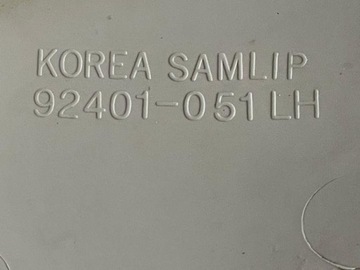 KOREA SAMLIP
92401-051 LH